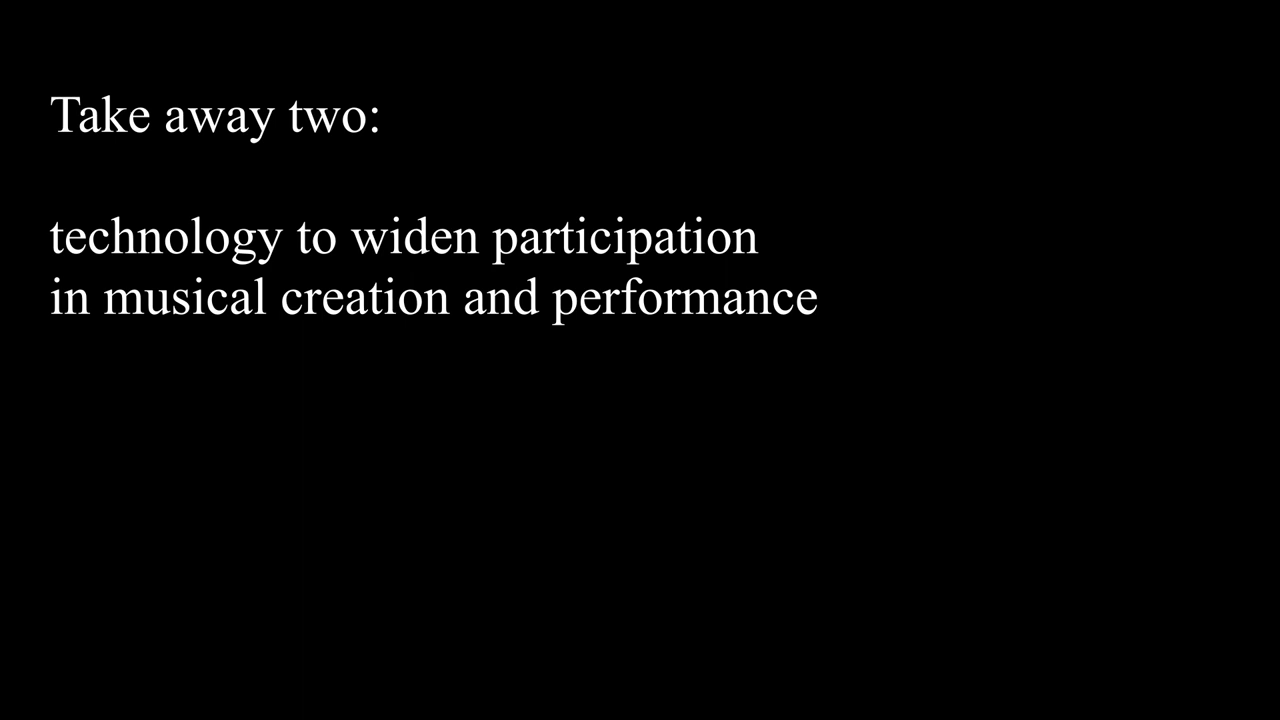 Take away two:
technology to widen participation
in musical creation and performance